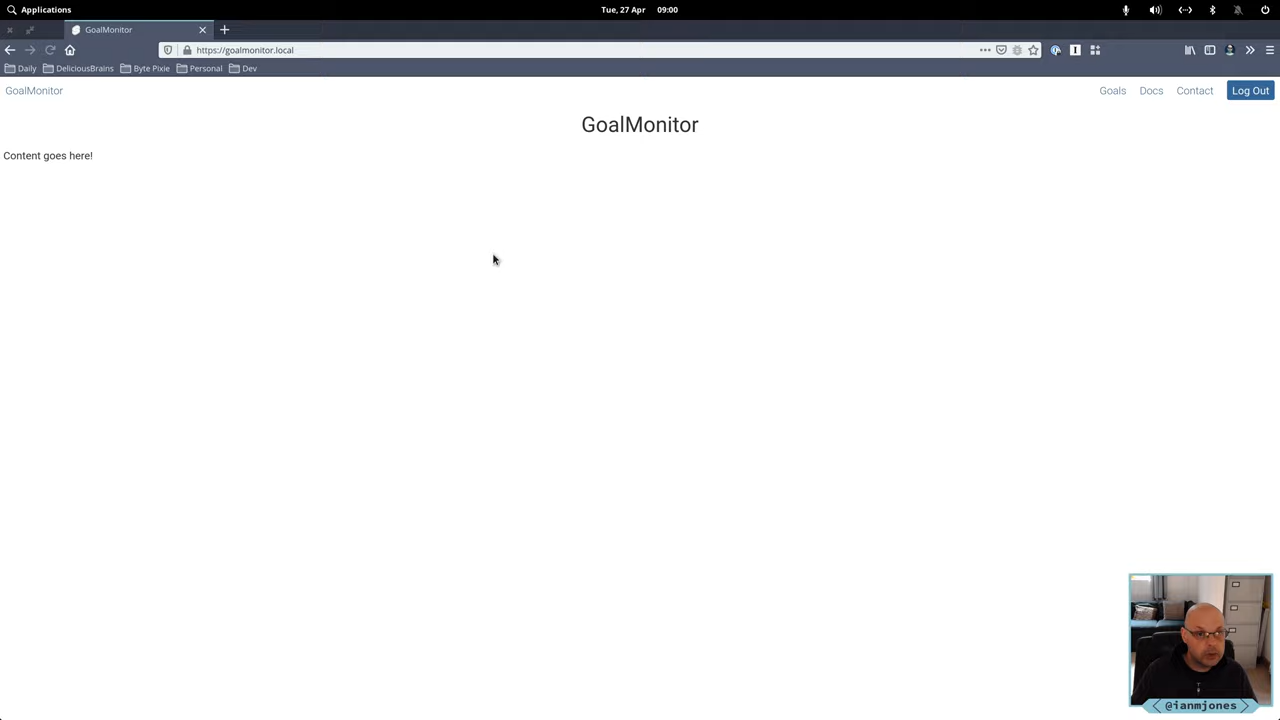 Applications
Tue, 27 Apr 09:00
GoalMonitor
https://goalmonitor.local
Daily
DeliciousBrains
Byte Pixie
Personal
Dev
GoalMonitor
Goals
Docs
Contact
Log Out
GoalMonitor
Content goes here!
@ianmjones